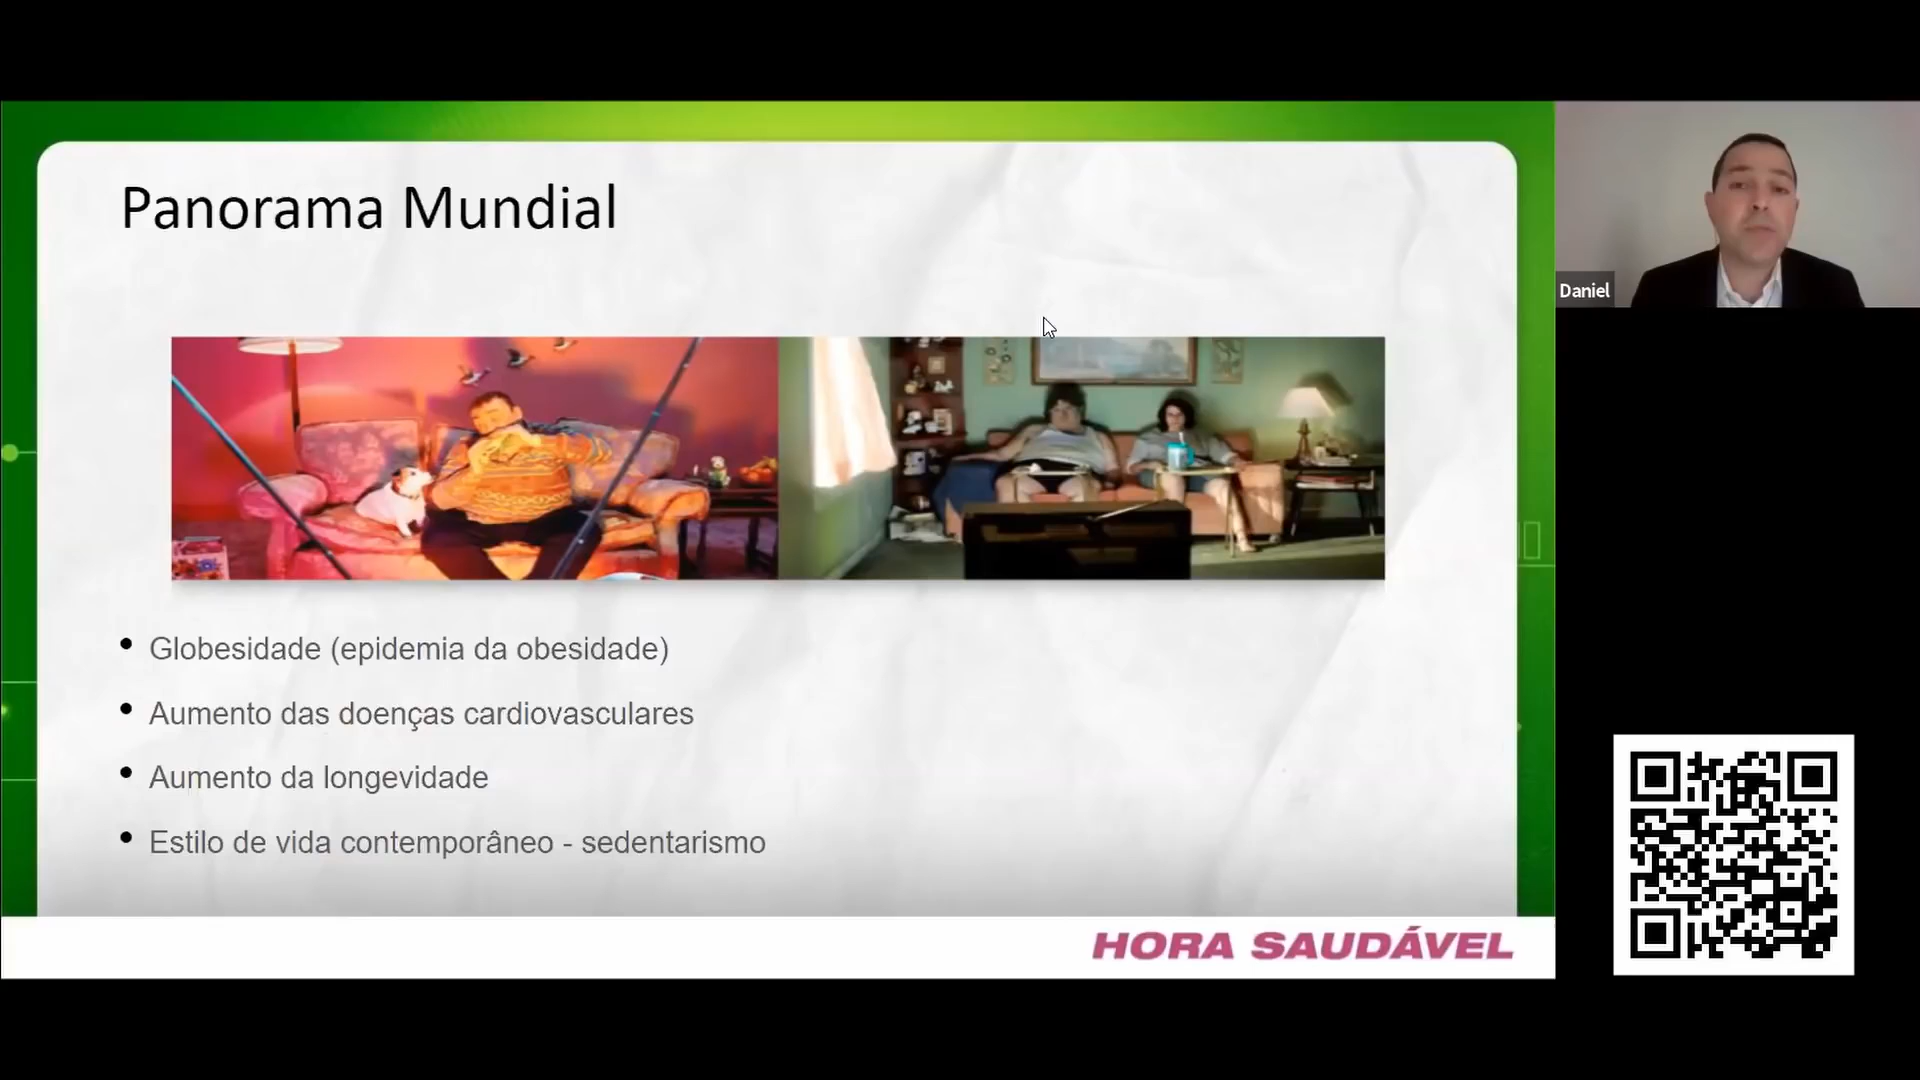 Panorama Mundial
Daniel
• Globesidade (epidemia da obesidade)
• Aumento das doenças cardiovasculares
• Aumento da longevidade
• Estilo de vida contemporâneo - sedentarismo
HORA SAUDÁVEL